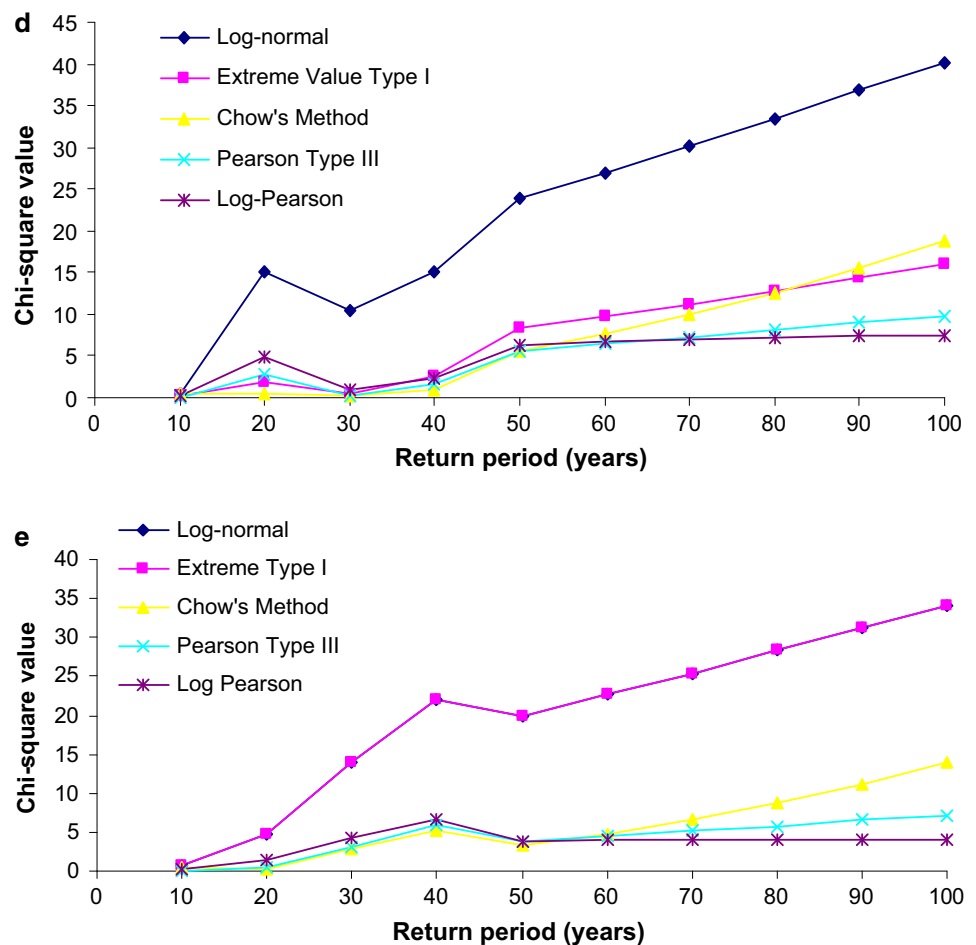 d
45
40
35
30
25
20
15
10
5
0
Chi-square value
Log-normal
Extreme Value Type I
Chow's Method
Pearson Type III
Log-Pearson
0 10 20 30 40 50 60 70 80 90 100
Return period (years)
e
40
35
30
25
20
15
10
5
0
Chi-square value
Log-normal
Extreme Type I
Chow's Method
Pearson Type III
Log Pearson
0 10 20 30 40 50 60 70 80 90 100
Return period (years)